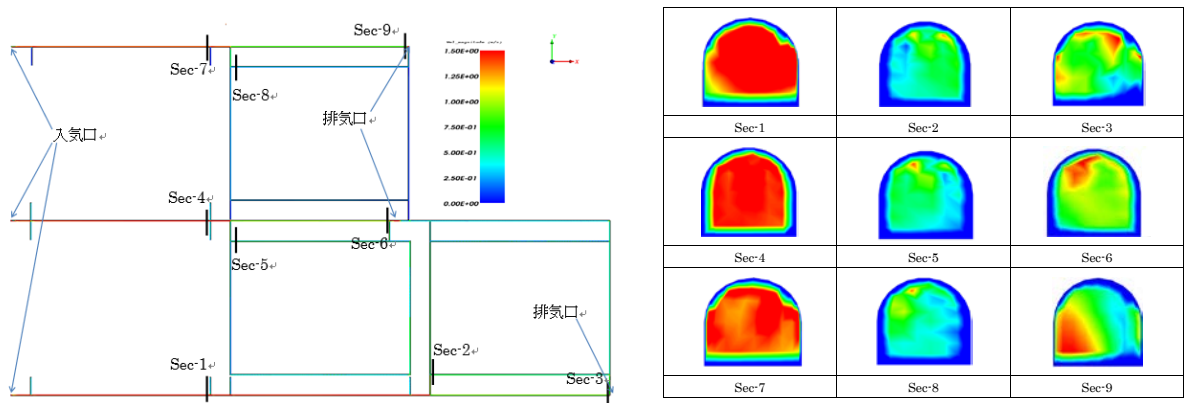 Sec-9↵
Sec-7↵
Sec-8↵
排気口↵
入気口↵
1.50E+00
1.25E+00
1.00E+00
7.50E-01
5.00E-01
2.50E-01
0.00E+00
Y
X
Sec-4↵
Sec-6↵
Sec-5↵
排気口↵
Sec-2↵
Sec-1↵
Sec-3↵
Sec-1
Sec-2
Sec-3
Sec-4
Sec-5
Sec-6
Sec-7
Sec-8
Sec-9